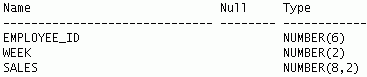 Name Null Type
------------------------------ -------- ------------
EMPLOYEE_ID NUMBER(6)
WEEK NUMBER(2)
SALES NUMBER(8,2)